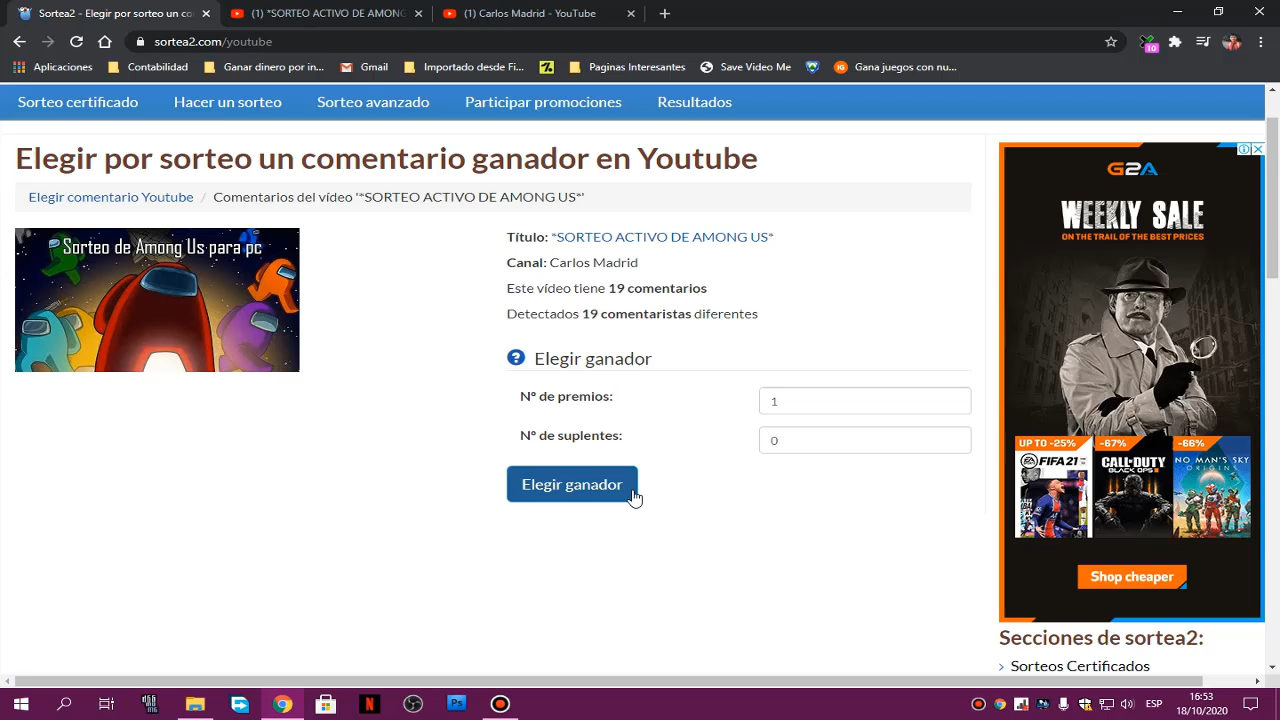 Sortea2 - Elegir por sorteo un co
(1) *SORTEO ACTIVO DE AMONG
(1) Carlos Madrid - YouTube
sortea2.com/youtube
10
Aplicaciones
Contabilidad
Ganar dinero por in...
Gmail
Importado desde Fi...
Paginas Interesantes
Save Video Me
IG
Gana juegos con nu...
Sorteo certificado
Hacer un sorteo
Sorteo avanzado
Participar promociones
Resultados
Elegir por sorteo un comentario ganador en Youtube
Elegir comentario Youtube / Comentarios del vídeo '*SORTEO ACTIVO DE AMONG US*'
Sorteo de Among Us para pc
Título: *SORTEO ACTIVO DE AMONG US*
Canal: Carlos Madrid
Este vídeo tiene 19 comentarios
Detectados 19 comentaristas diferentes
? Elegir ganador
Nº de premios:
1
Nº de suplentes:
0
Elegir ganador
G2A
WEEKLY SALE
ON THE TRAIL OF THE BEST PRICES
UP TO -25%
-67%
-66%
EA FIFA 21
CALL OF DUTY
BLACK OPS
NO MAN'S SKY
ORIGINS
Shop cheaper
Secciones de sortea2:
Sorteos Certificados
N
Ps
ESP
16:53
18/10/2020